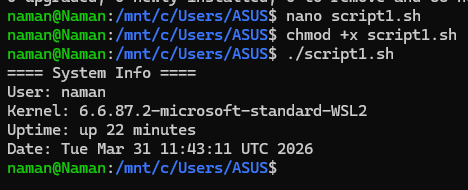 naman@Naman:/mnt/c/Users/ASUS$ nano script1.sh
naman@Naman:/mnt/c/Users/ASUS$ chmod +x script1.sh
naman@Naman:/mnt/c/Users/ASUS$ ./script1.sh
==== System Info ====
User: naman
Kernel: 6.6.87.2-microsoft-standard-WSL2
Uptime: up 22 minutes
Date: Tue Mar 31 11:43:11 UTC 2026
naman@Naman:/mnt/c/Users/ASUS$